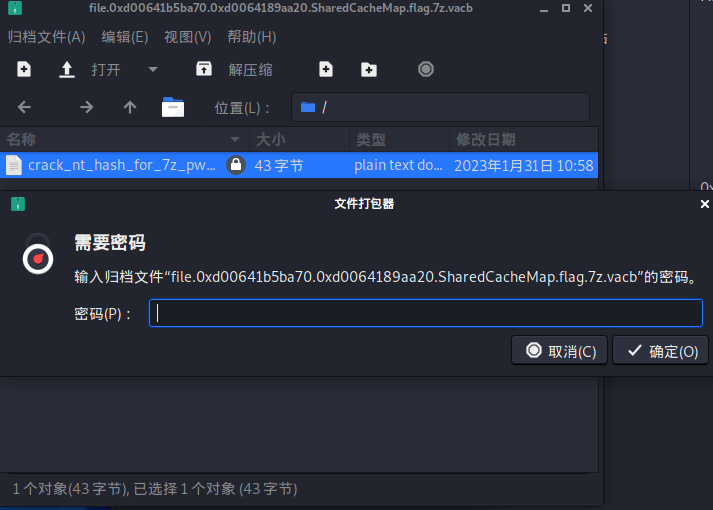 file.0xd00641b5ba70.0xd0064189aa20.SharedCacheMap.flag.7z.vacb
归档文件(A) 编辑(E) 视图(V) 帮助(H)
打开 解压缩
位置(L)： /
名称 大小 类型 修改日期
crack_nt_hash_for_7z_pw... 43 字节 plain text do... 2023年1月31日 10:58
文件打包器
需要密码
输入归档文件“file.0xd00641b5ba70.0xd0064189aa20.SharedCacheMap.flag.7z.vacb”的密码。
密码(P)：
取消(C) 确定(O)
1 个对象(43 字节), 已选择 1 个对象 (43 字节)